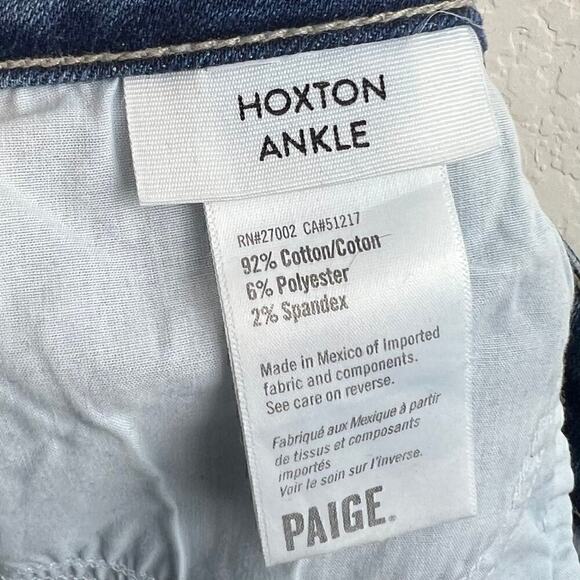 HOXTON
ANKLE
RN#27002 CA#51217
92% Cotton/Coton
6% Polyester
2% Spandex
Made in Mexico of Imported
fabric and components.
See care on reverse.
Fabriqué aux Mexique à partir
de tissus et composants
importés
Voir le soin sur l'inverse.
PAIGE®